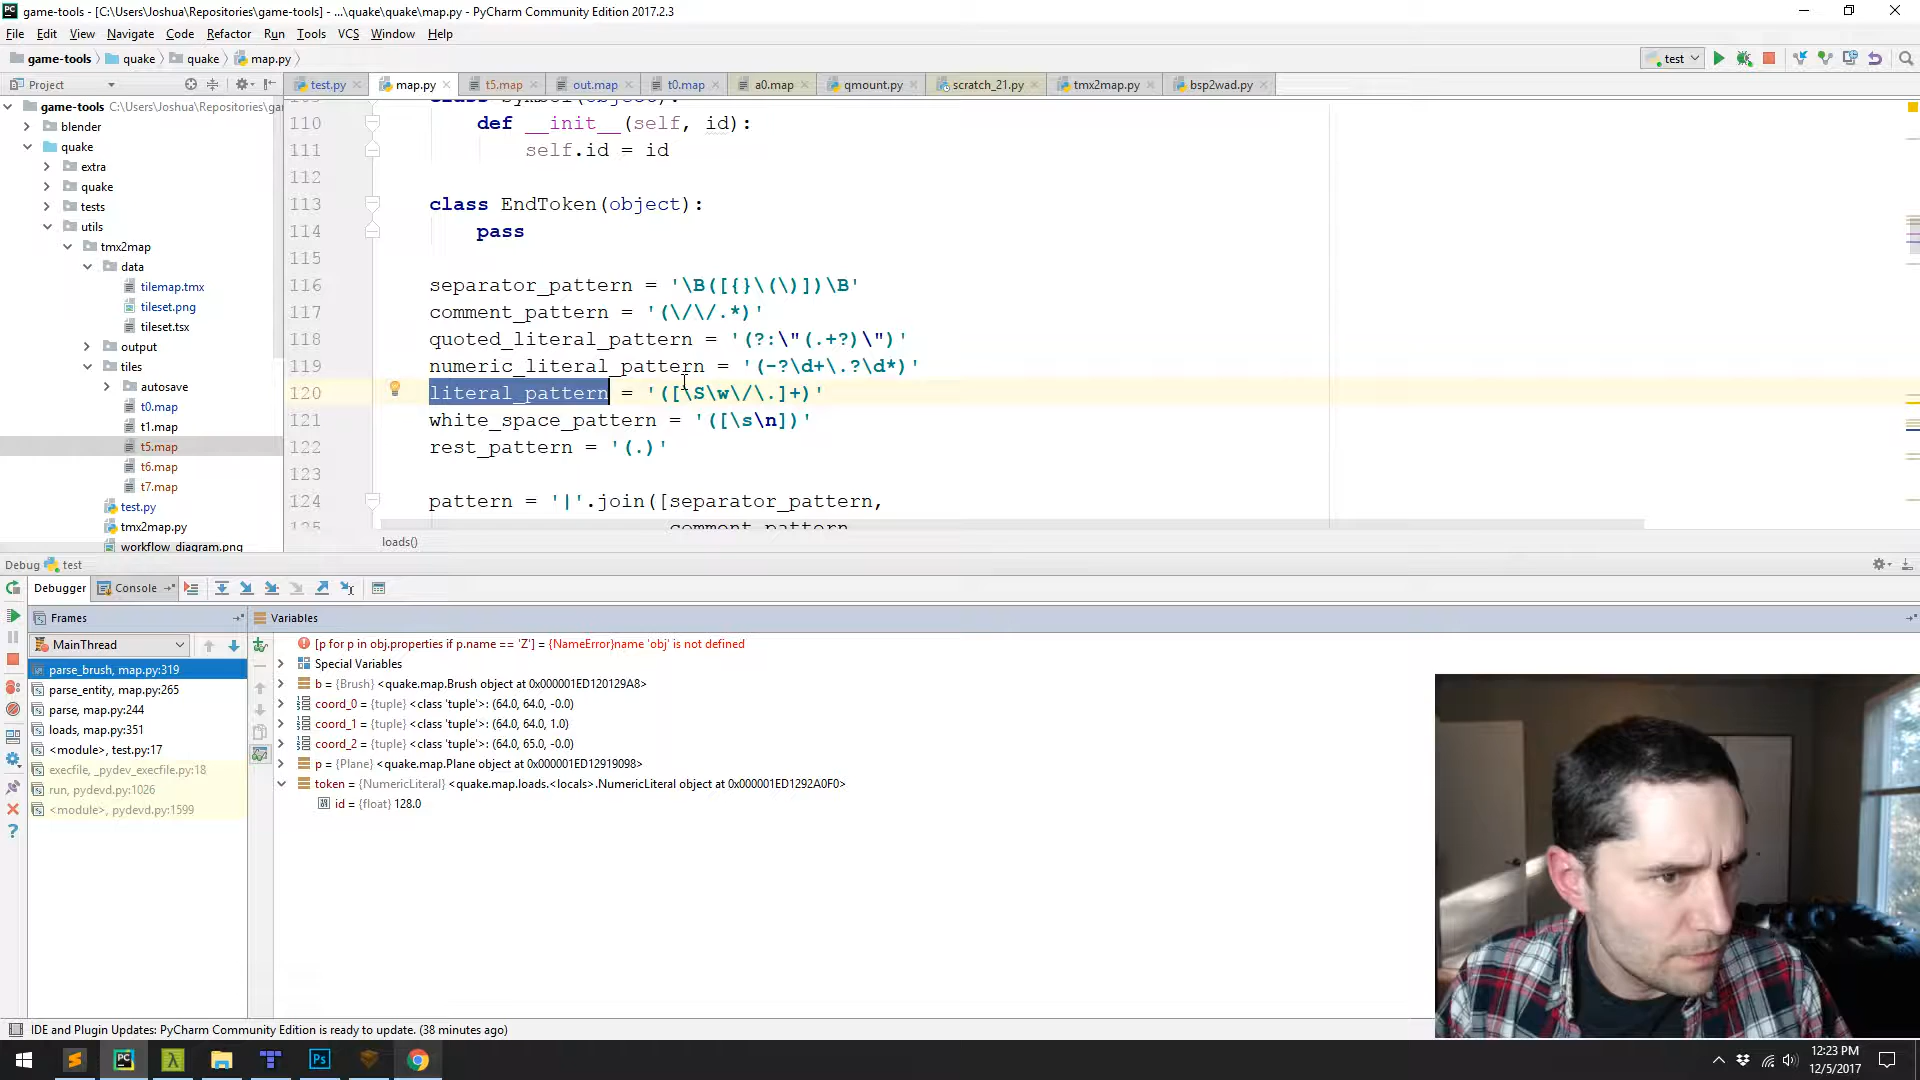 game-tools - [C:\Users\Joshua\Repositories\game-tools] - ...\quake\quake\map.py - PyCharm Community Edition 2017.2.3
File Edit View Navigate Code Refactor Run Tools VCS Window Help
game-tools quake quake map.py test
Project test.py map.py t5.map out.map t0.map a0.map qmount.py scratch_21.py tmx2map.py bsp2wad.py
game-tools C:\Users\Joshua\Repositories\game-tools
blender
quake
extra
quake
tests
utils
tmx2map
data
tilemap.tmx
tileset.png
tileset.tsx
output
tiles
autosave
t0.map
t1.map
t5.map
t6.map
t7.map
test.py
tmx2map.py
workflow_diagram.png
class Symbol(object):
110 def __init__(self, id):
111 self.id = id
112
113 class EndToken(object):
114 pass
115
116 separator_pattern = '\B([{}\(\)])\B'
117 comment_pattern = '(\/\/.*)'
118 quoted_literal_pattern = '(?:\"(.+?)\")'
119 numeric_literal_pattern = '(-?\d+\.?\d*)'
120 literal_pattern = '([\S\w\/\.]+)'
121 white_space_pattern = '([\s\n])'
122 rest_pattern = '(.)'
123
124 pattern = '|'.join([separator_pattern,
125 comment_pattern
loads()
Debug test
Debugger Console
Frames Variables
MainThread
parse_brush, map.py:319
parse_entity, map.py:265
parse, map.py:244
loads, map.py:351
<module>, test.py:17
execfile, _pydev_execfile.py:18
run, pydevd.py:1026
<module>, pydevd.py:1599
[p for p in obj.properties if p.name == 'Z'] = {NameError}name 'obj' is not defined
Special Variables
b = {Brush} <quake.map.Brush object at 0x000001ED120129A8>
coord_0 = {tuple} <class 'tuple'>: (64.0, 64.0, -0.0)
coord_1 = {tuple} <class 'tuple'>: (64.0, 64.0, 1.0)
coord_2 = {tuple} <class 'tuple'>: (64.0, 65.0, -0.0)
p = {Plane} <quake.map.Plane object at 0x000001ED12919098>
token = {NumericLiteral} <quake.map.loads.<locals>.NumericLiteral object at 0x000001ED1292A0F0>
id = {float} 128.0
IDE and Plugin Updates: PyCharm Community Edition is ready to update. (38 minutes ago)
12:23 PM
12/5/2017